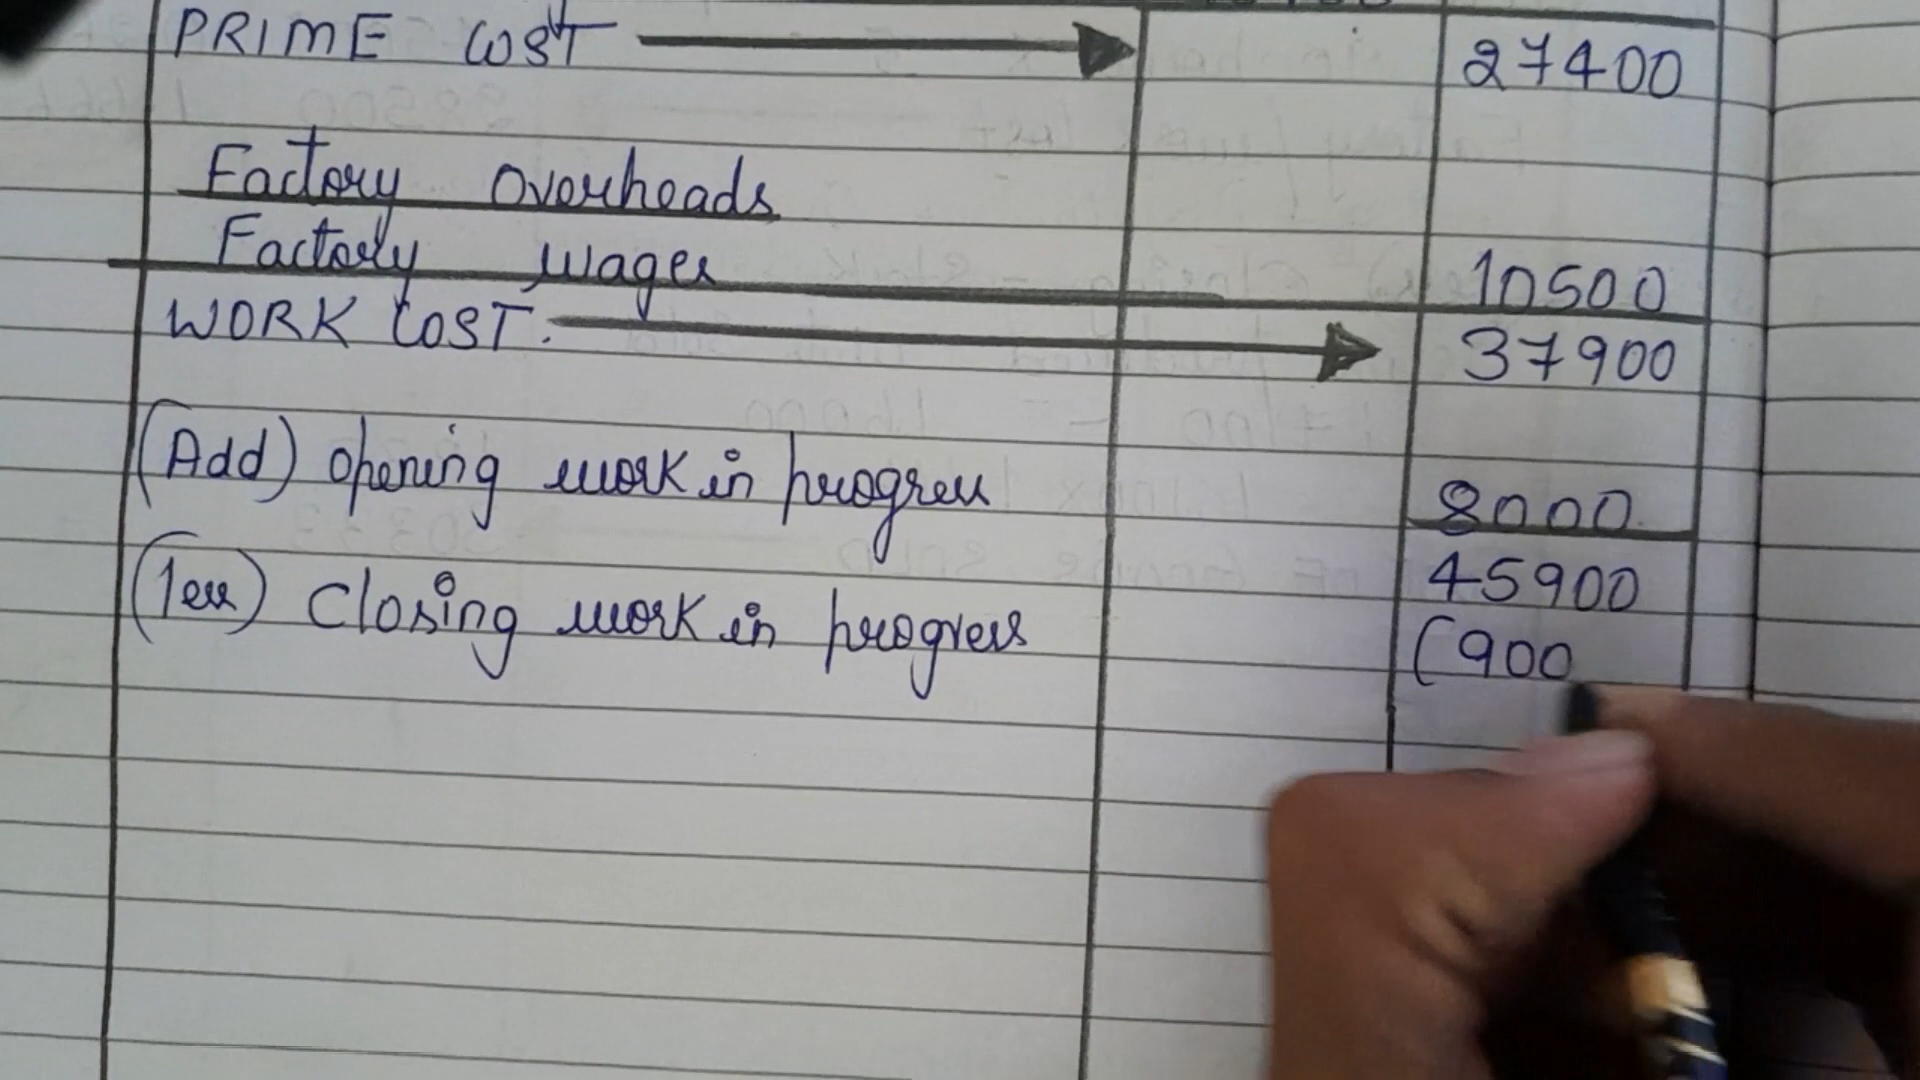 PRIME COST 27400
Factory Overheads
Factory wages 10500
WORK COST. 37900
(Add) Opening work in progress 8000
45900
(less) Closing work in progress (900